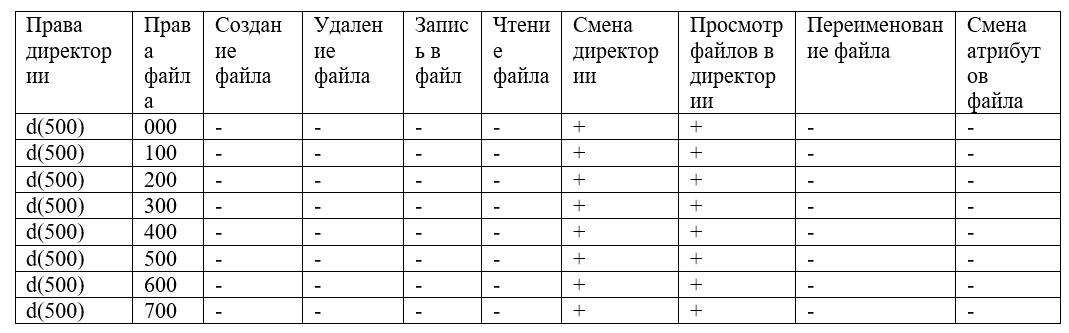 Права директории Права файла Создание файла Удаление файла Запись в файл Чтение файла Смена директории Просмотр файлов в директории Переименование файла Смена атрибутов файла
d(500) 000 - - - - + + - -
d(500) 100 - - - - + + - -
d(500) 200 - - - - + + - -
d(500) 300 - - - - + + - -
d(500) 400 - - - - + + - -
d(500) 500 - - - - + + - -
d(500) 600 - - - - + + - -
d(500) 700 - - - - + + - -